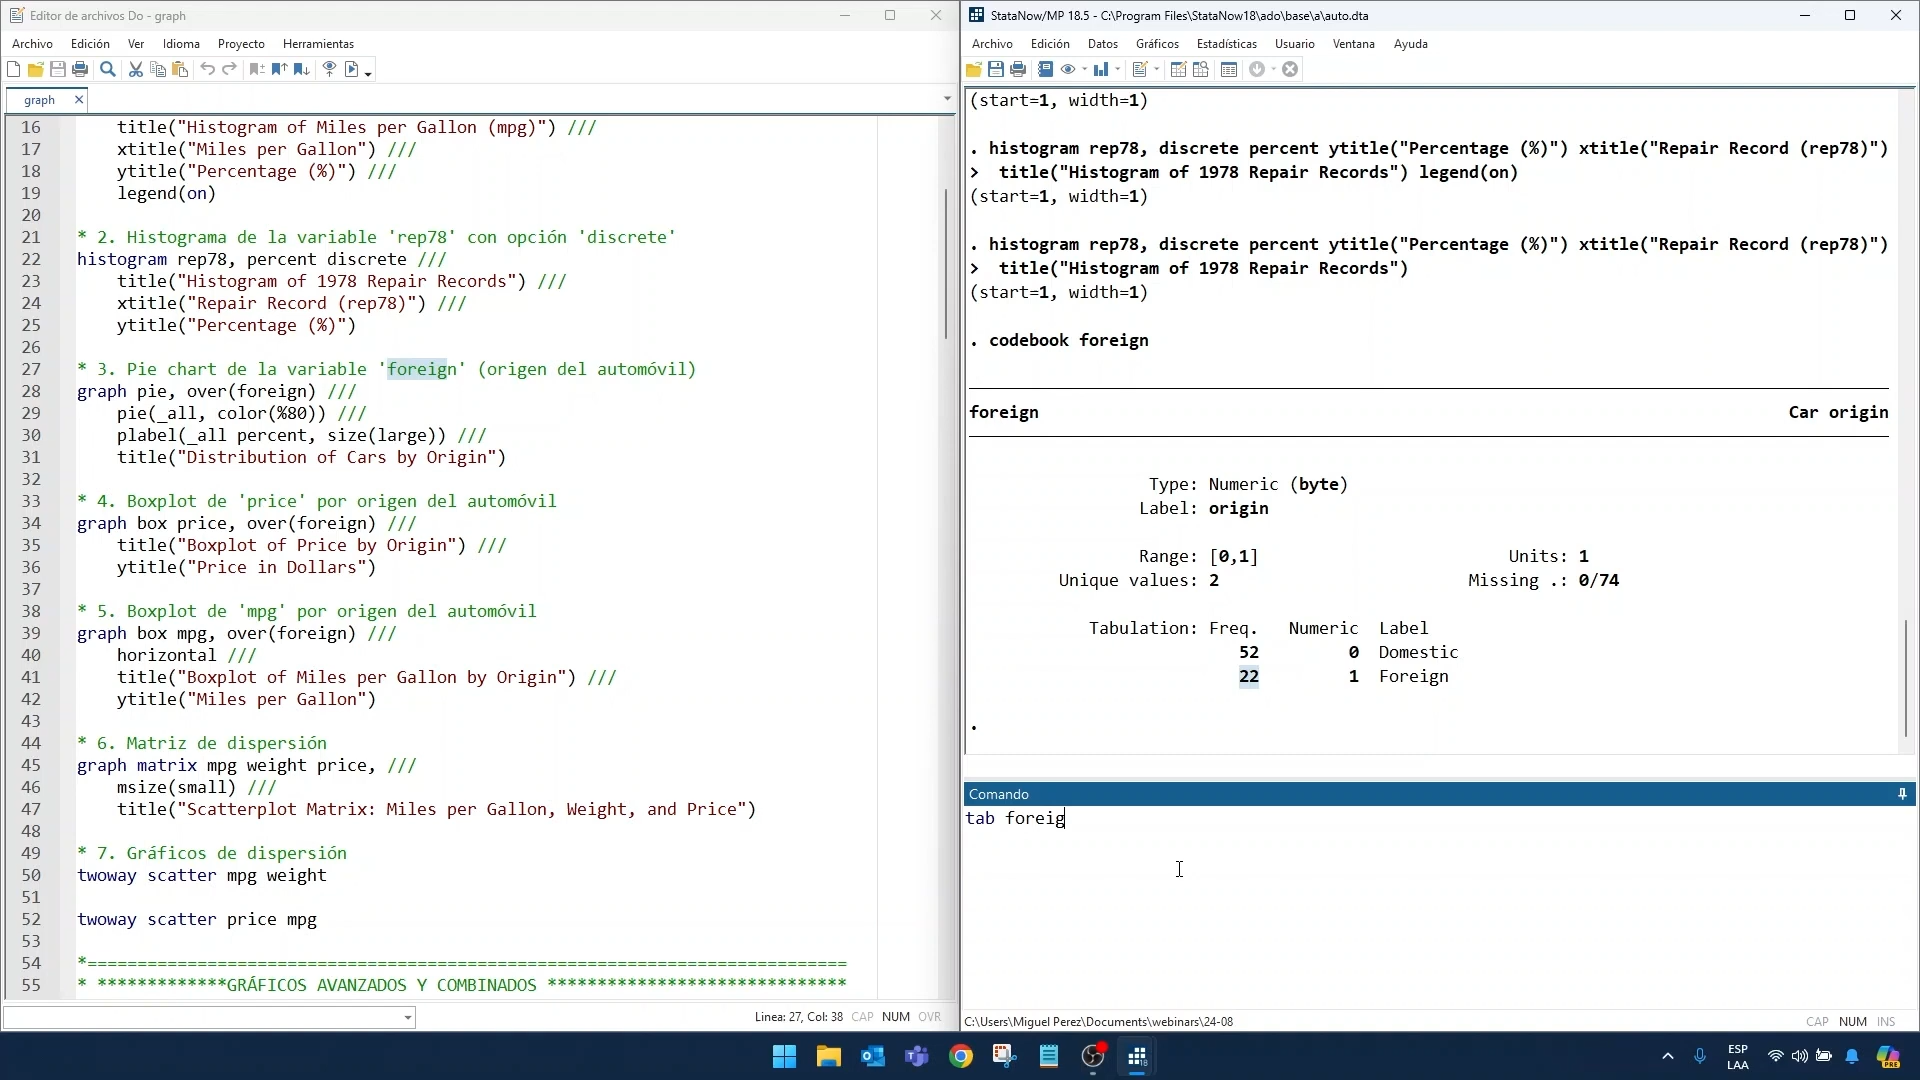 Editor de archivos Do - graph
Archivo Edición Ver Idioma Proyecto Herramientas
graph
16 title("Histogram of Miles per Gallon (mpg)") ///
17 xtitle("Miles per Gallon") ///
18 ytitle("Percentage (%)") ///
19 legend(on)
20
21 * 2. Histograma de la variable 'rep78' con opción 'discrete'
22 histogram rep78, percent discrete ///
23 title("Histogram of 1978 Repair Records") ///
24 xtitle("Repair Record (rep78)") ///
25 ytitle("Percentage (%)")
26
27 * 3. Pie chart de la variable 'foreign' (origen del automóvil)
28 graph pie, over(foreign) ///
29 pie(_all, color(%80)) ///
30 plabel(_all percent, size(large)) ///
31 title("Distribution of Cars by Origin")
32
33 * 4. Boxplot de 'price' por origen del automóvil
34 graph box price, over(foreign) ///
35 title("Boxplot of Price by Origin") ///
36 ytitle("Price in Dollars")
37
38 * 5. Boxplot de 'mpg' por origen del automóvil
39 graph box mpg, over(foreign) ///
40 horizontal ///
41 title("Boxplot of Miles per Gallon by Origin") ///
42 ytitle("Miles per Gallon")
43
44 * 6. Matriz de dispersión
45 graph matrix mpg weight price, ///
46 msize(small) ///
47 title("Scatterplot Matrix: Miles per Gallon, Weight, and Price")
48
49 * 7. Gráficos de dispersión
50 twoway scatter mpg weight
51
52 twoway scatter price mpg
53
54 *============================================================================
55 * *************GRÁFICOS AVANZADOS Y COMBINADOS ******************************
Linea: 27, Col: 38 CAP NUM OVR
StataNow/MP 18.5 - C:\Program Files\StataNow18\ado\base\a\auto.dta
Archivo Edición Datos Gráficos Estadísticas Usuario Ventana Ayuda
(start=1, width=1)
. histogram rep78, discrete percent ytitle("Percentage (%)") xtitle("Repair Record (rep78)")
> title("Histogram of 1978 Repair Records") legend(on)
(start=1, width=1)
. histogram rep78, discrete percent ytitle("Percentage (%)") xtitle("Repair Record (rep78)")
> title("Histogram of 1978 Repair Records")
(start=1, width=1)
. codebook foreign
foreign Car origin
Type: Numeric (byte)
Label: origin
Range: [0,1] Units: 1
Unique values: 2 Missing .: 0/74
Tabulation: Freq. Numeric Label
52 0 Domestic
22 1 Foreign
.
Comando
tab foreig
C:\Users\Miguel Perez\Documents\webinars\24-08
CAP NUM INS
ESP
LAA